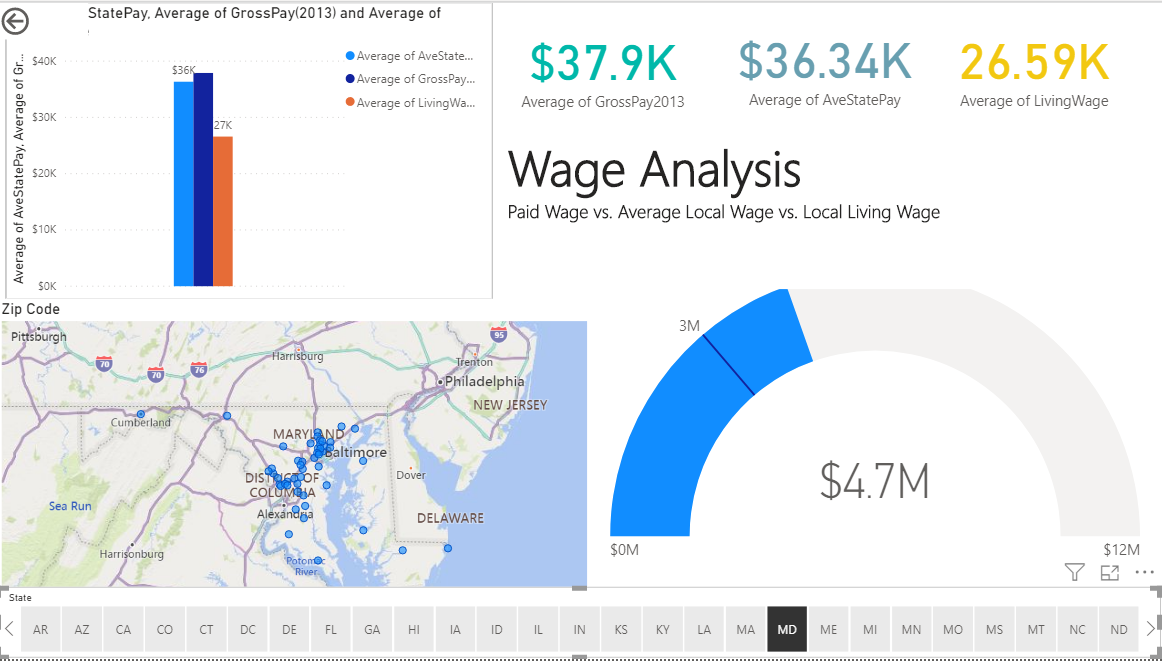 StatePay, Average of GrossPay(2013) and Average of
Average of AveStatePay, Average of Gr...
$40K
$30K
$20K
$10K
$0K
$36K
27K
Average of AveState...
Average of GrossPay...
Average of LivingWa...
$37.9K
Average of GrossPay2013
$36.34K
Average of AveStatePay
26.59K
Average of LivingWage
Wage Analysis
Paid Wage vs. Average Local Wage vs. Local Living Wage
Zip Code
Pittsburgh
70
70
76
Harrisburg
95
Trenton
Philadelphia
NEW JERSEY
Cumberland
MARYLAND
Baltimore
DISTRICT OF
COLUMBIA
Dover
Alexandria
DELAWARE
Sea Run
Harrisonburg
Potomac
River
3M
$4.7M
$0M
$12M
State
AR AZ CA CO CT DC DE FL GA HI IA ID IL IN KS KY LA MA MD ME MI MN MO MS MT NC ND